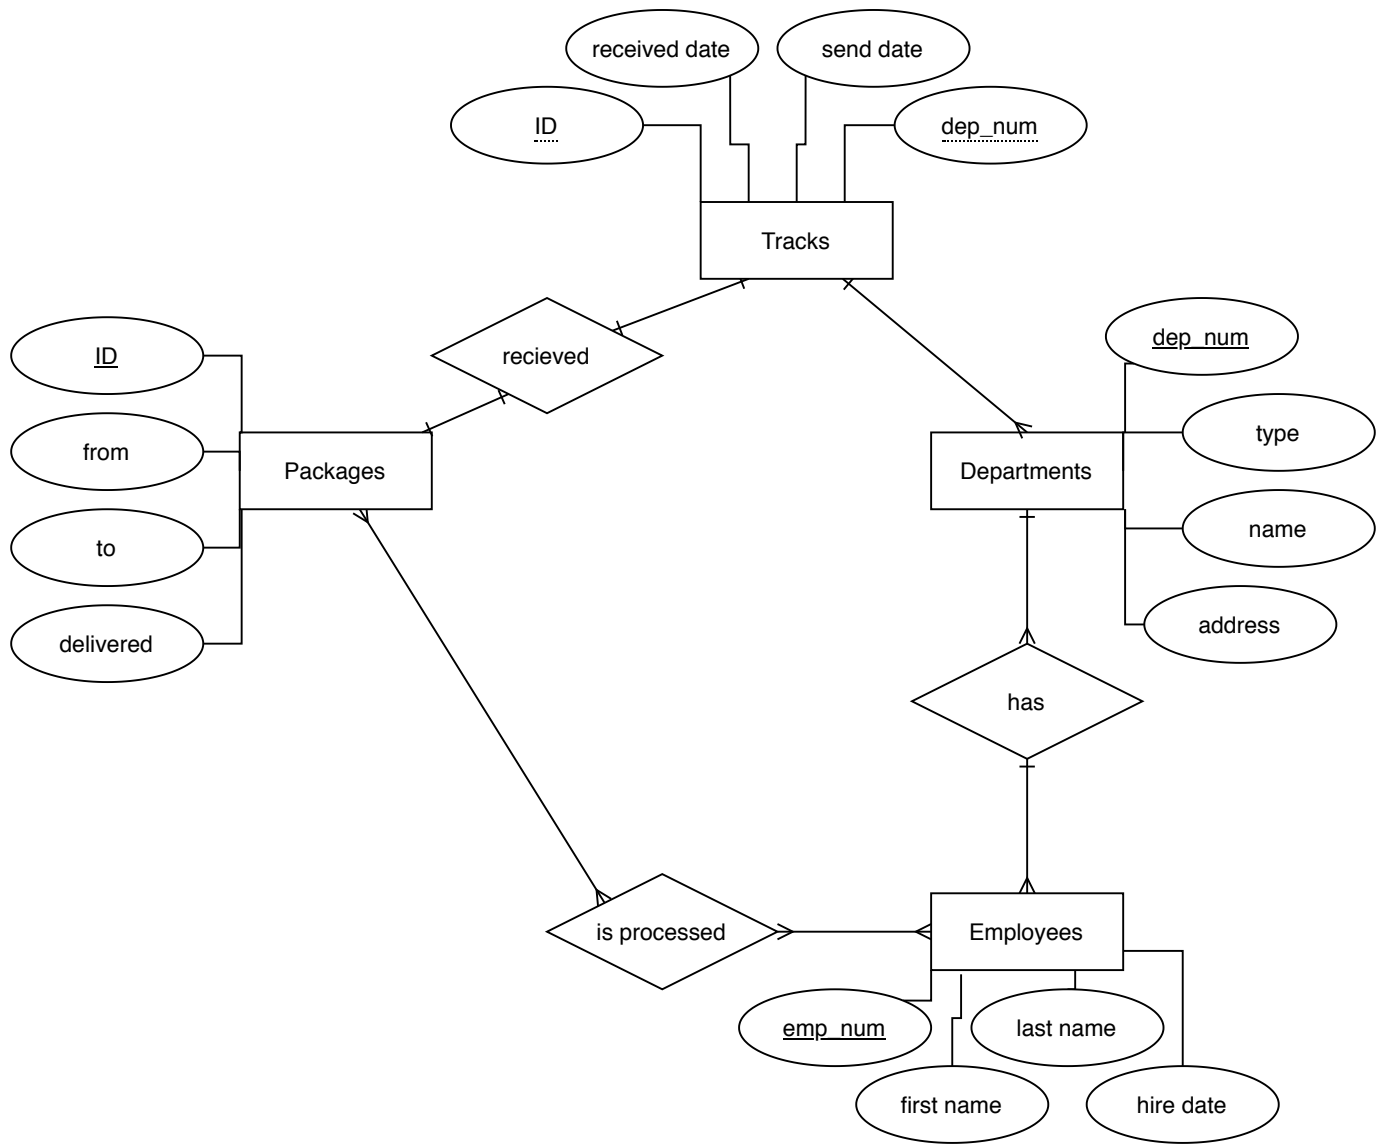 received date
send date
ID
dep_num
Tracks
recieved
ID
dep_num
from
type
Packages
Departments
to
name
delivered
address
has
is processed
Employees
emp_num
last name
first name
hire date